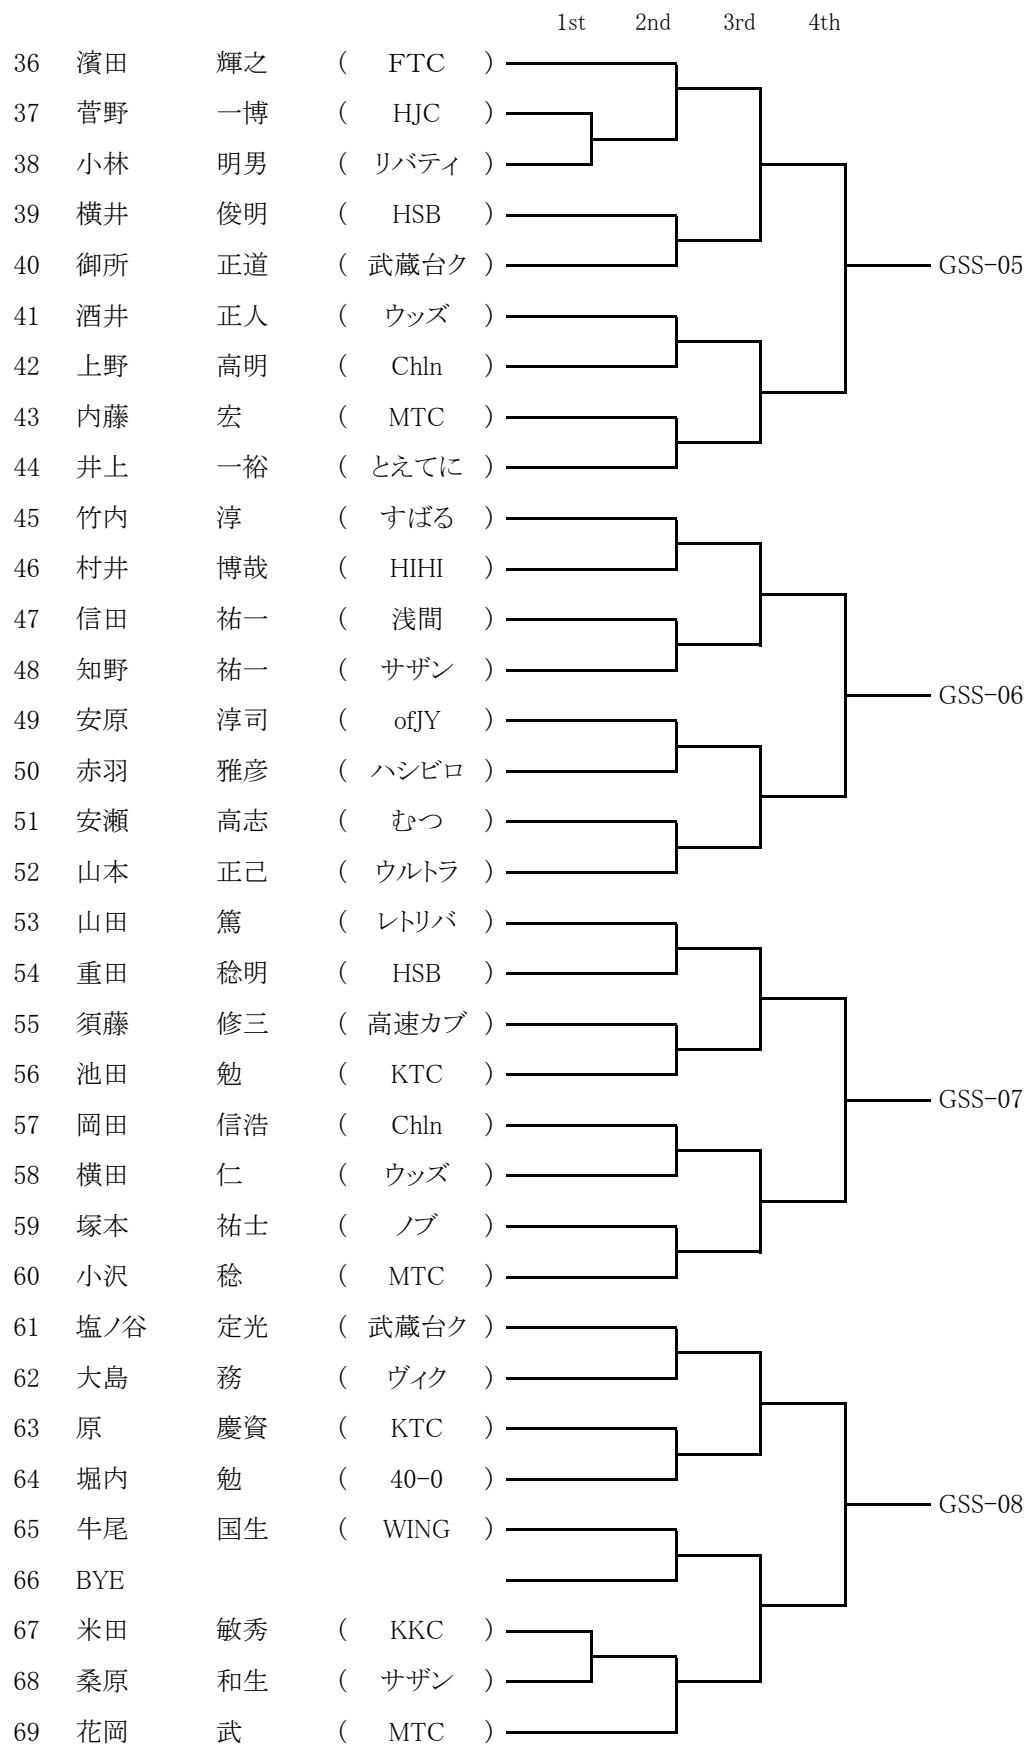 1st 2nd 3rd 4th
36 濱田 輝之 ( FTC )
37 菅野 一博 ( HJC )
38 小林 明男 ( リバティ )
39 横井 俊明 ( HSB )
40 御所 正道 ( 武蔵台ク ) GSS-05
41 酒井 正人 ( ウッズ )
42 上野 高明 ( Chln )
43 内藤 宏 ( MTC )
44 井上 一裕 ( とえてに )
45 竹内 淳 ( すばる )
46 村井 博哉 ( HIHI )
47 信田 祐一 ( 浅間 )
48 知野 祐一 ( サザン )
GSS-06
49 安原 淳司 ( ofJY )
50 赤羽 雅彦 ( ハシビロ )
51 安瀬 高志 ( むつ )
52 山本 正己 ( ウルトラ )
53 山田 篤 ( レトリバ )
54 重田 稔明 ( HSB )
55 須藤 修三 ( 高速カブ )
56 池田 勉 ( KTC )
GSS-07
57 岡田 信浩 ( Chln )
58 横田 仁 ( ウッズ )
59 塚本 祐士 ( ノブ )
60 小沢 稔 ( MTC )
61 塩ノ谷 定光 ( 武蔵台ク )
62 大島 務 ( ヴィク )
63 原 慶資 ( KTC )
64 堀内 勉 ( 40-0 )
GSS-08
65 牛尾 国生 ( WING )
66 BYE
67 米田 敏秀 ( KKC )
68 桑原 和生 ( サザン )
69 花岡 武 ( MTC )